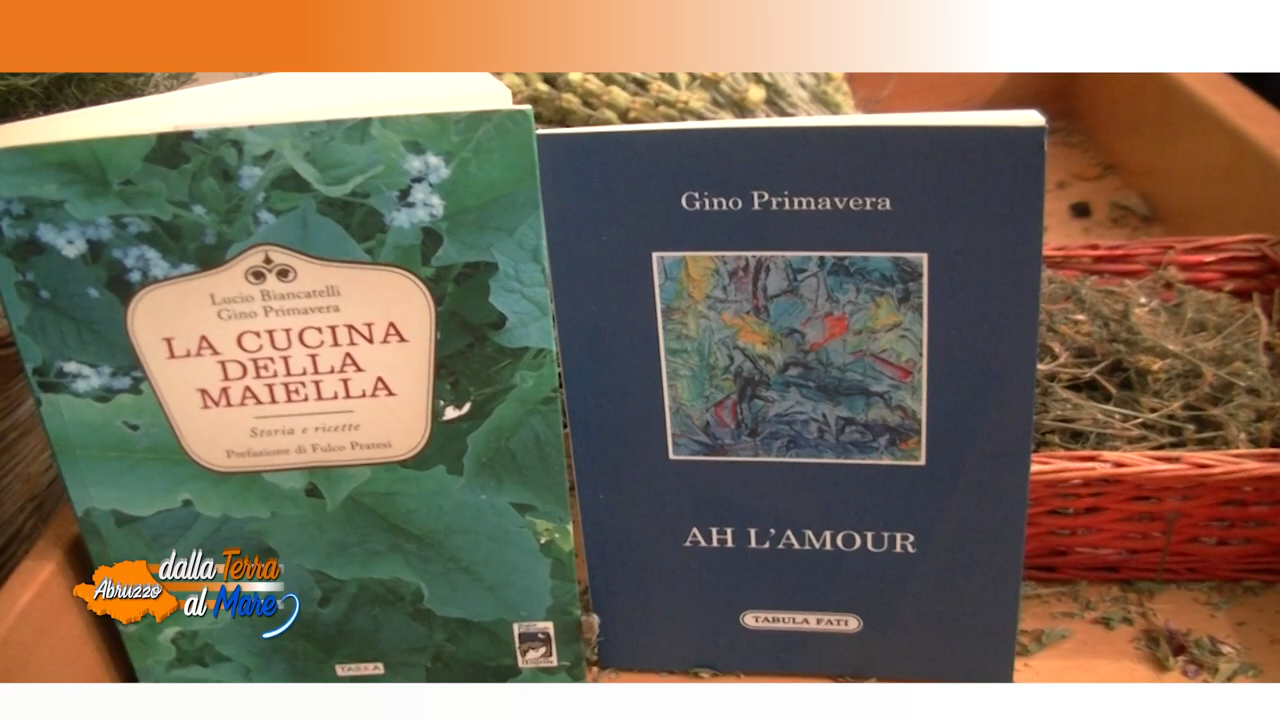 Lucio Biancatelli
Gino Primavera
LA CUCINA
DELLA
MAIELLA
Storia e ricette
Prefazione di Fulco Pratesi
Gino Primavera
AH L'AMOUR
TABULA FATI
dalla Terra
Abruzzo
al Mare